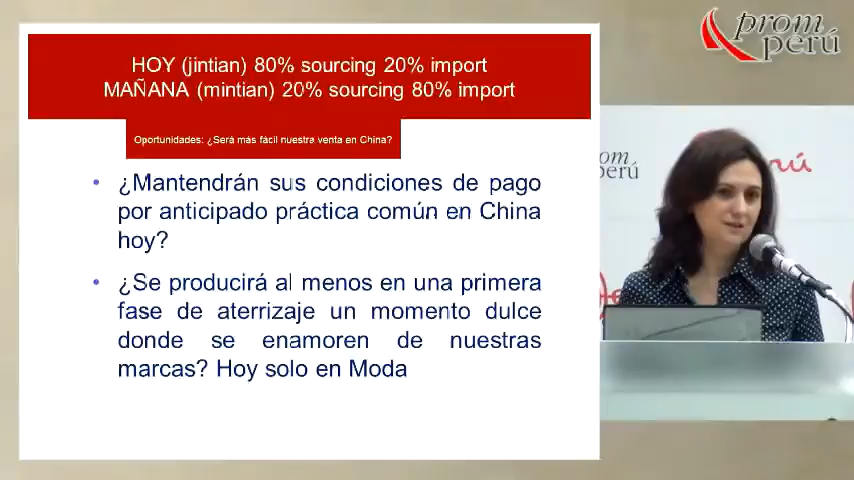 HOY (jintian) 80% sourcing 20% import
MAÑANA (mintian) 20% sourcing 80% import
Oportunidades: ¿Será más fácil nuestra venta en China?
• ¿Mantendrán sus condiciones de pago
por anticipado práctica común en China
hoy?
• ¿Se producirá al menos en una primera
fase de aterrizaje un momento dulce
donde se enamoren de nuestras
marcas? Hoy solo en Moda
prom
perú
om
perú
rú